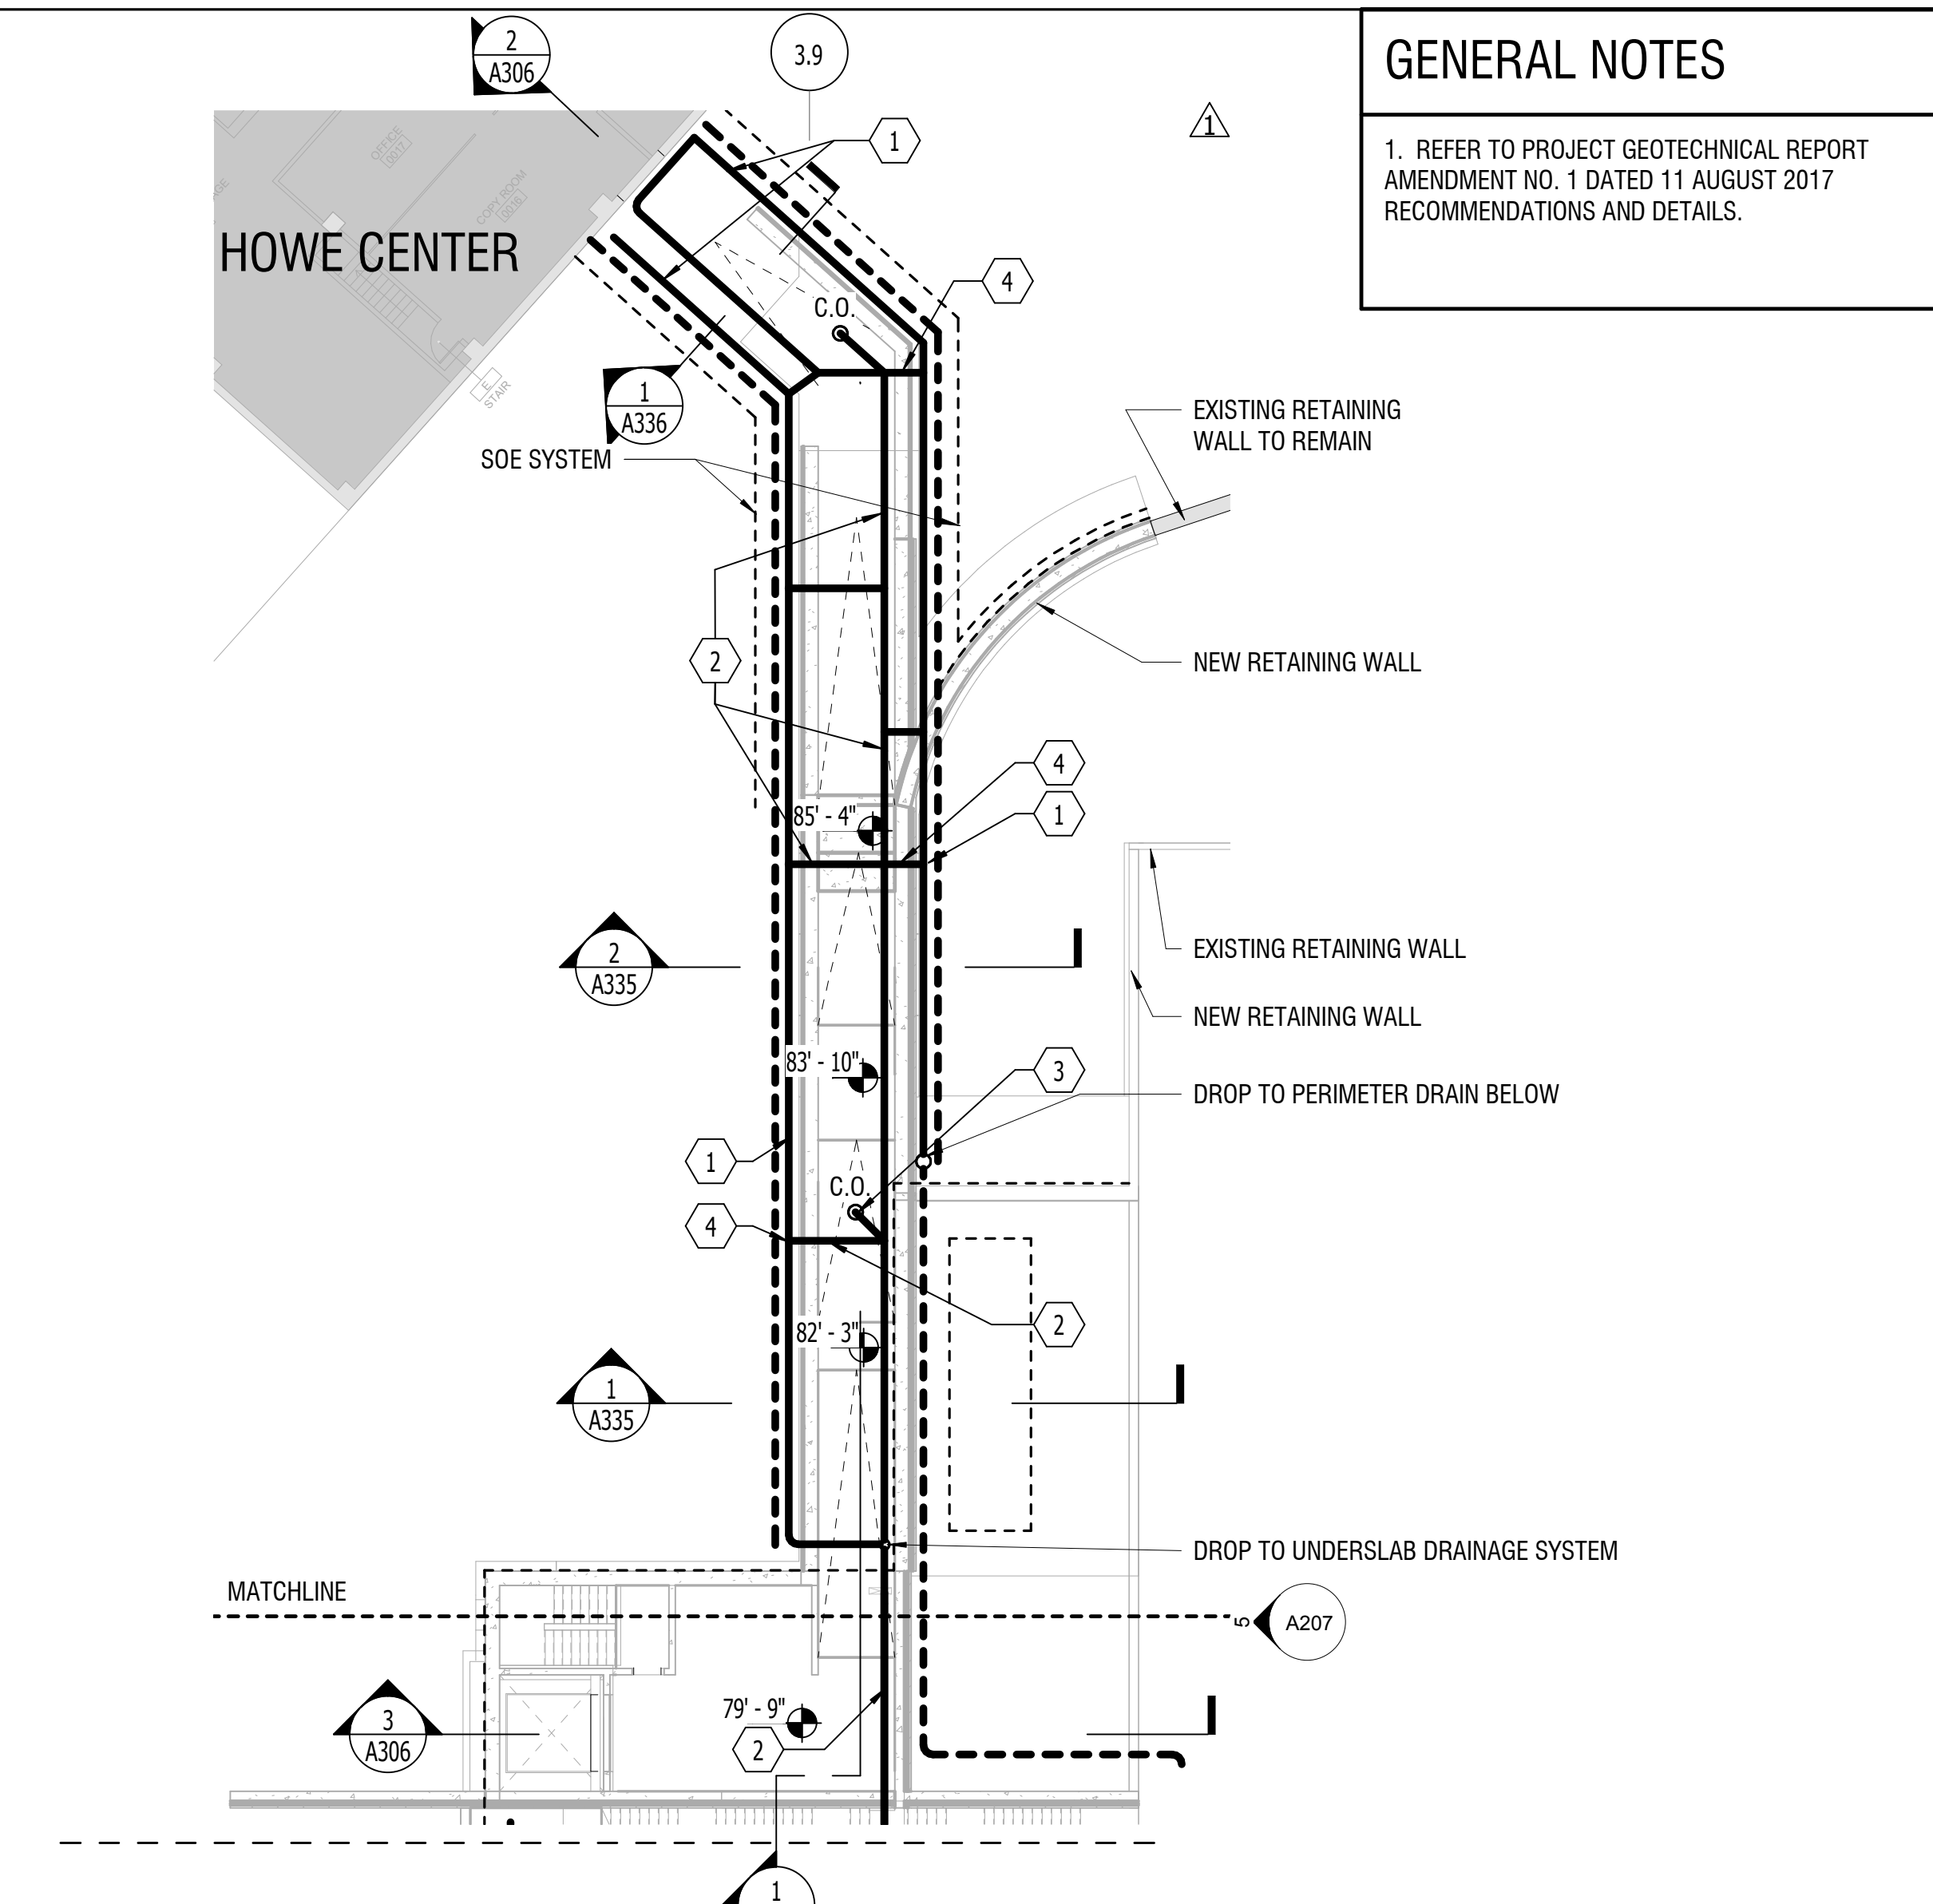 2
A306
3.9
1
GENERAL NOTES
1. REFER TO PROJECT GEOTECHNICAL REPORT
AMENDMENT NO. 1 DATED 11 AUGUST 2017
RECOMMENDATIONS AND DETAILS.
1
OFFICE
0017
COPY ROOM
0016
HOWE CENTER
4
C.O.
E
STAIR
1
A336
SOE SYSTEM
EXISTING RETAINING
WALL TO REMAIN
2
NEW RETAINING WALL
4
85' - 4"
1
2
A335
EXISTING RETAINING WALL
NEW RETAINING WALL
83' - 10"
3
DROP TO PERIMETER DRAIN BELOW
1
C.O.
4
2
82' - 3"
1
A335
DROP TO UNDERSLAB DRAINAGE SYSTEM
MATCHLINE
5
A207
79' - 9"
3
A306
2
1